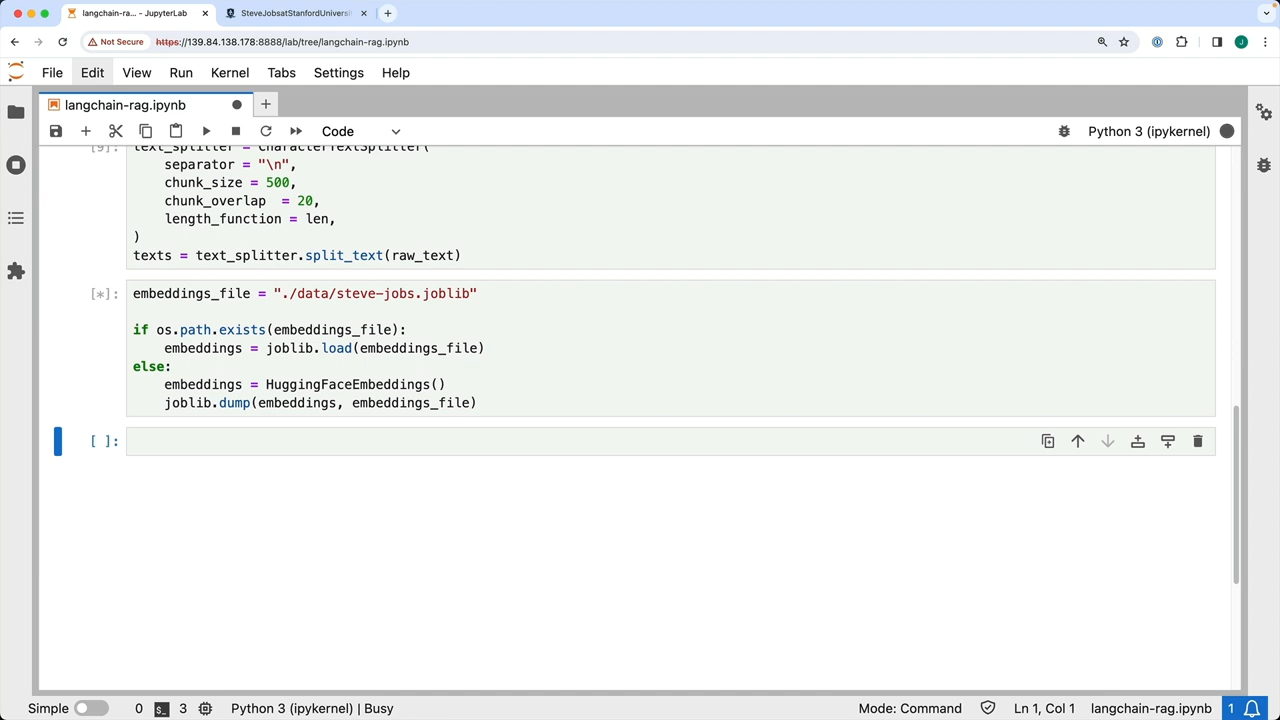 langchain-ra... - JupyterLab
SteveJobsatStanfordUniversi
Not Secure https://139.84.138.178:8888/lab/tree/langchain-rag.ipynb
File Edit View Run Kernel Tabs Settings Help
langchain-rag.ipynb
Code Python 3 (ipykernel)
[9]: text_splitter = CharacterTextSplitter(
separator = "\n",
chunk_size = 500,
chunk_overlap  = 20,
length_function = len,
)
texts = text_splitter.split_text(raw_text)
[*]: embeddings_file = "./data/steve-jobs.joblib"
if os.path.exists(embeddings_file):
embeddings = joblib.load(embeddings_file)
else:
embeddings = HuggingFaceEmbeddings()
joblib.dump(embeddings, embeddings_file)
[ ]:
Simple 0 $_ 3 Python 3 (ipykernel) | Busy Mode: Command Ln 1, Col 1 langchain-rag.ipynb 1